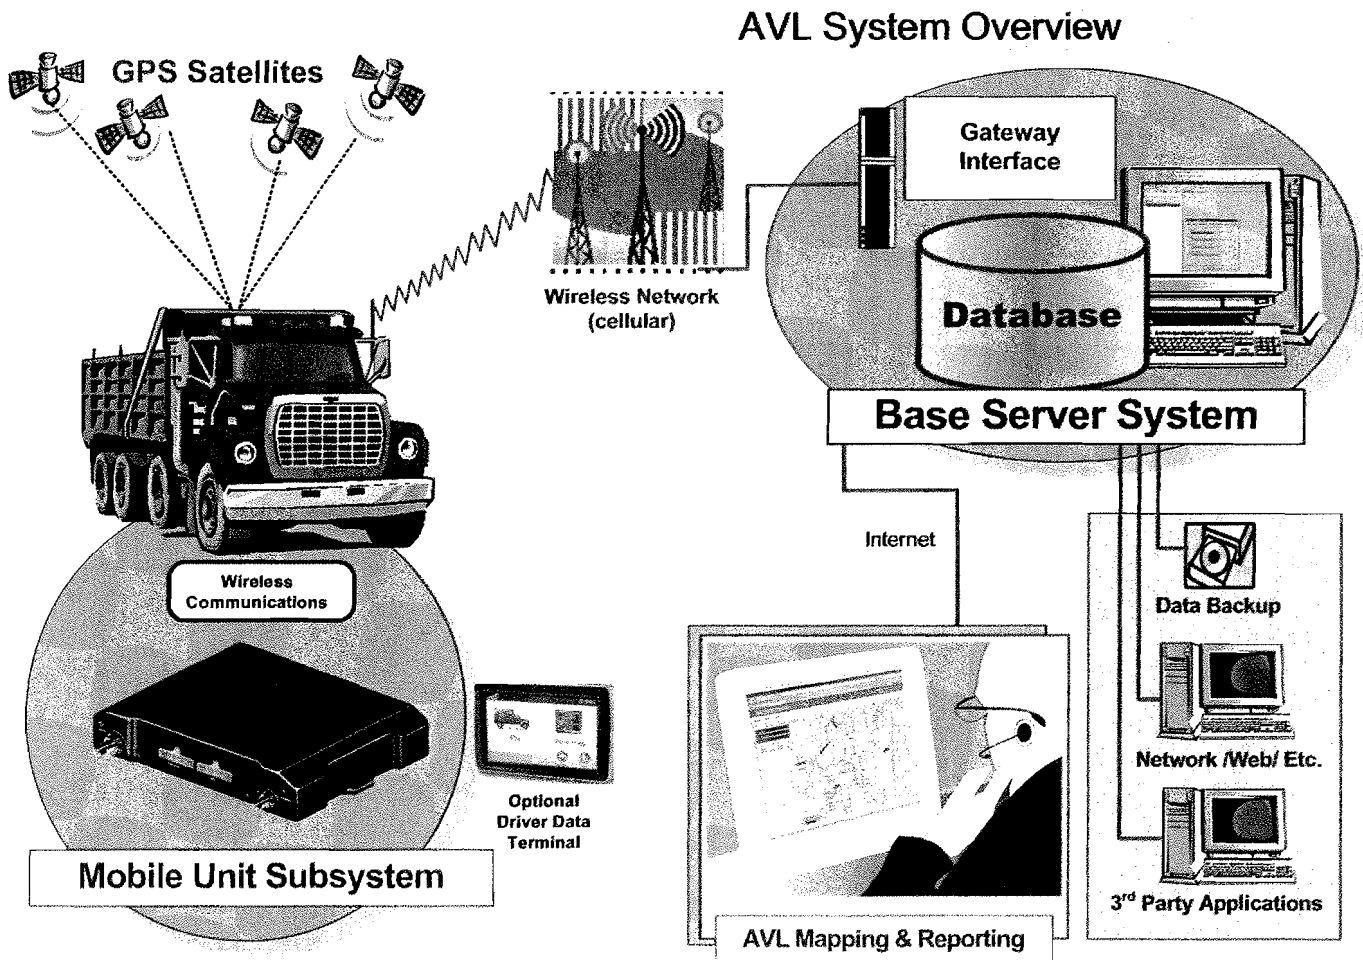 AVL System Overview
GPS Satellites
Gateway
Interface
Database
Wireless Network
(cellular)
Base Server System
Internet
Wireless
Communications
Data Backup
Network /Web/ Etc.
Optional
Driver Data
Terminal
Mobile Unit Subsystem
3rd Party Applications
AVL Mapping & Reporting